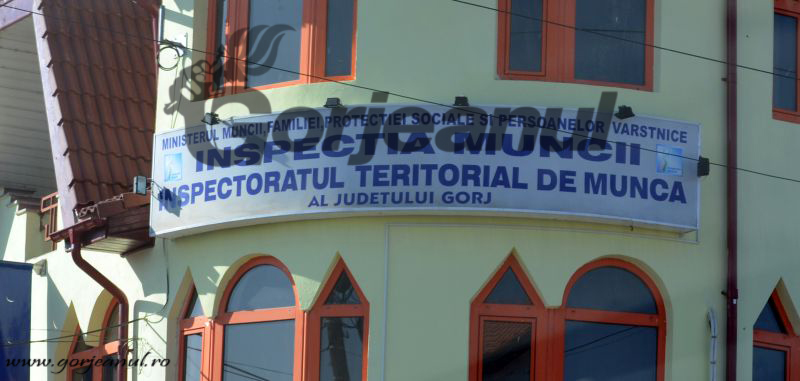 Gorjeanul
MINISTERUL MUNCII,FAMILIEI,PROTECTIEI SOCIALE SI PERSOANELOR VARSTNICE
INSPECTIA MUNCII
INSPECTORATUL TERITORIAL DE MUNCA
AL JUDETULUI GORJ
www.gorjeanul.ro